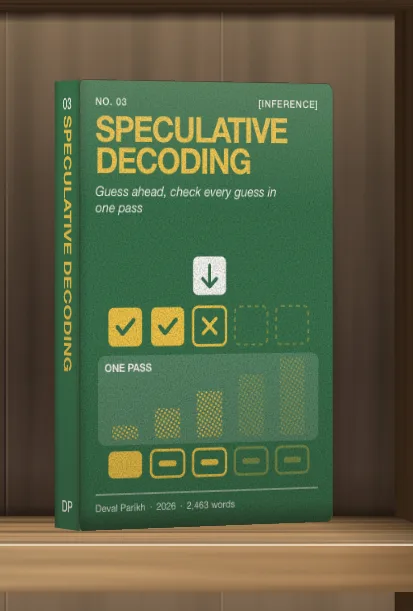 03 SPECULATIVE DECODING DP
NO. 03
[INFERENCE]
SPECULATIVE
DECODING
Guess ahead, check every guess in
one pass
ONE PASS
Deval Parikh · 2026 · 2,463 words